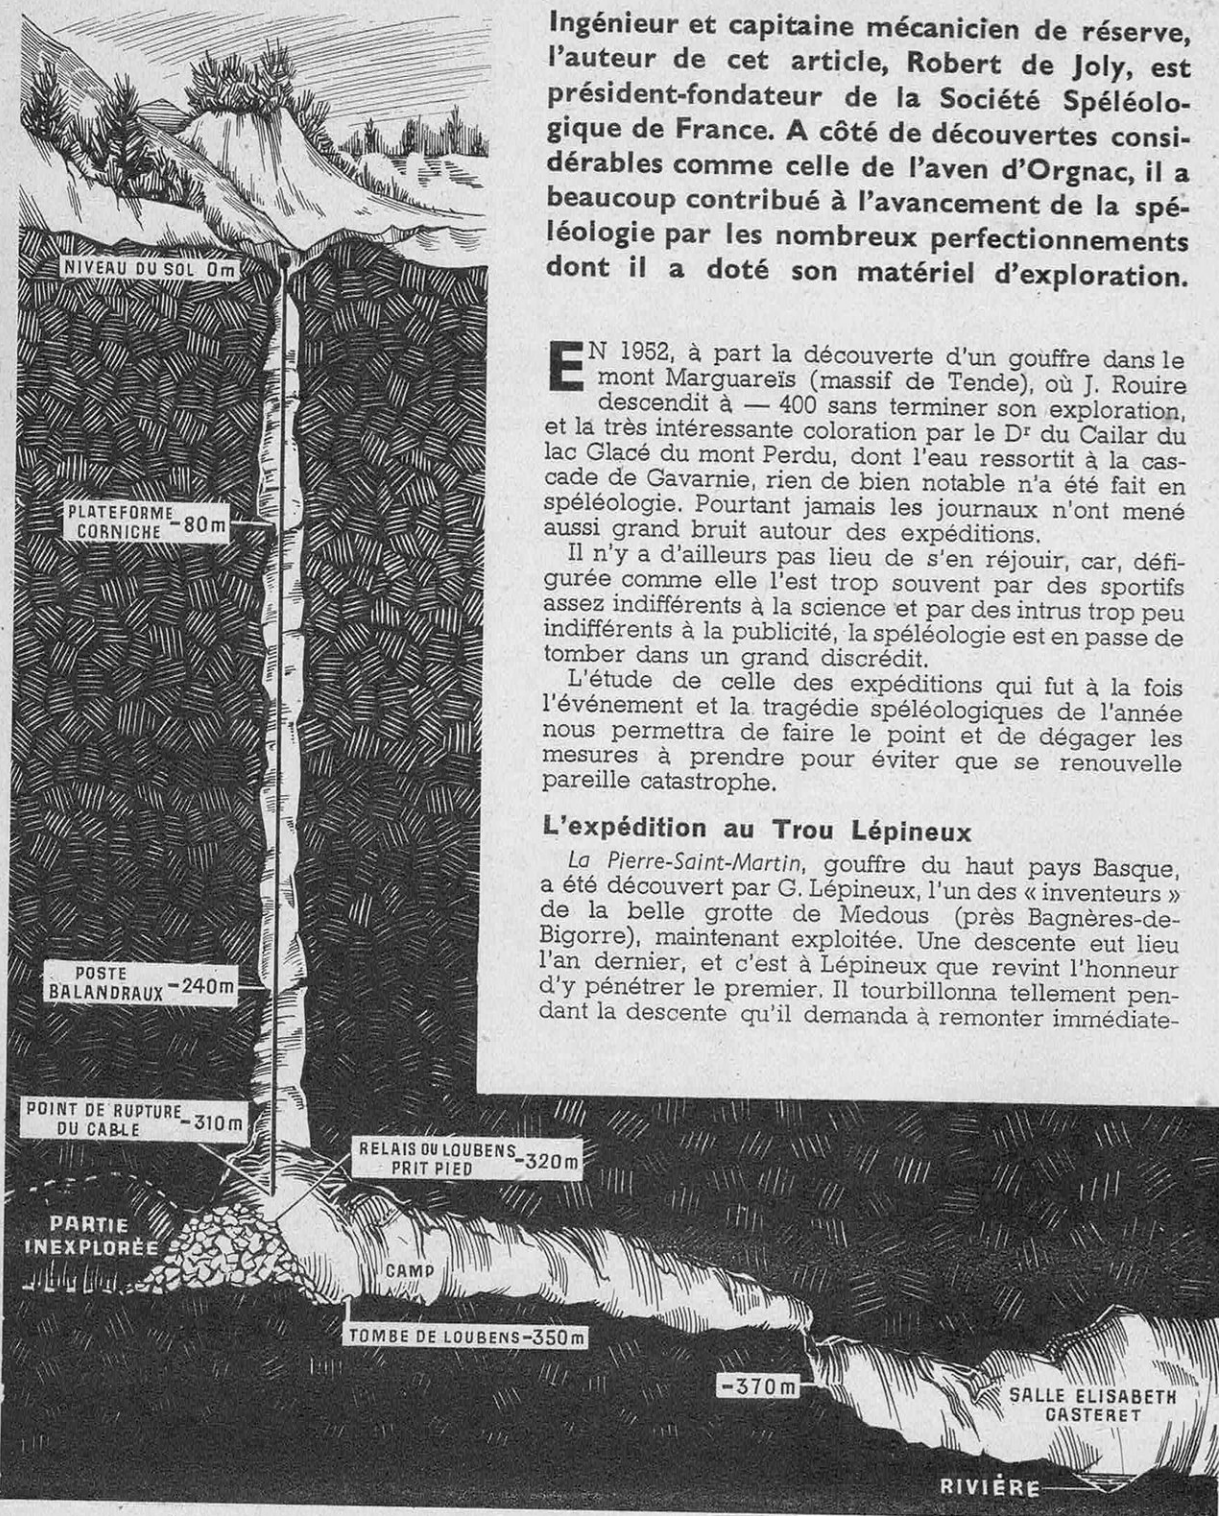 Ingénieur et capitaine mécanicien de réserve,
l'auteur de cet article, Robert de Joly, est
président-fondateur de la Société Spéléolo-
gique de France. A côté de découvertes consi-
dérables comme celle de l'aven d'Orgnac, il a
beaucoup contribué à l'avancement de la spé-
léologie par les nombreux perfectionnements
dont il a doté son matériel d'exploration.
EN 1952, à part la découverte d'un gouffre dans le
mont Marguareïs (massif de Tende), où J. Rouire
descendit à — 400 sans terminer son exploration,
et la très intéressante coloration par le Dr du Cailar du
lac Glacé du mont Perdu, dont l'eau ressortit à la cas-
cade de Gavarnie, rien de bien notable n'a été fait en
spéléologie. Pourtant jamais les journaux n'ont mené
aussi grand bruit autour des expéditions.
Il n'y a d'ailleurs pas lieu de s'en réjouir, car, défi-
gurée comme elle l'est trop souvent par des sportifs
assez indifférents à la science et par des intrus trop peu
indifférents à la publicité, la spéléologie est en passe de
tomber dans un grand discrédit.
L'étude de celle des expéditions qui fut à la fois
l'événement et la tragédie spéléologiques de l'année
nous permettra de faire le point et de dégager les
mesures à prendre pour éviter que se renouvelle
pareille catastrophe.
L'expédition au Trou Lépineux
La Pierre-Saint-Martin, gouffre du haut pays Basque,
a été découvert par G. Lépineux, l'un des « inventeurs »
de la belle grotte de Medous (près Bagnères-de-
Bigorre), maintenant exploitée. Une descente eut lieu
l'an dernier, et c'est à Lépineux que revint l'honneur
d'y pénétrer le premier. Il tourbillonna tellement pen-
dant la descente qu'il demanda à remonter immédiate-
NIVEAU DU SOL 0m
PLATEFORME
CORNICHE -80m
POSTE
BALANDRAUX -240m
POINT DE RUPTURE
DU CABLE -310m
RELAIS OU LOUBENS
PRIT PIED -320m
PARTIE
INEXPLORÉE
CAMP
TOMBE DE LOUBENS -350m
-370m
SALLE ELISABETH
CASTERET
RIVIÈRE